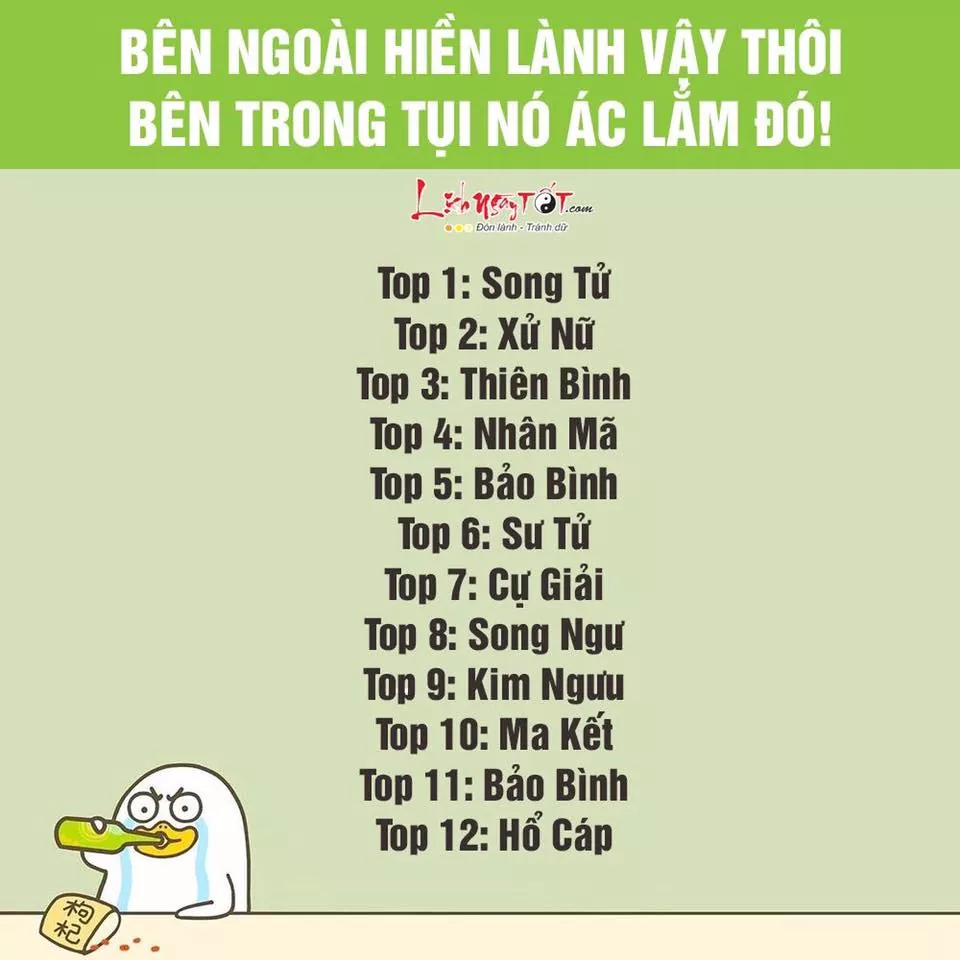 BÊN NGOÀI HIỀN LÀNH VẬY THÔI
BÊN TRONG TỤI NÓ ÁC LẮM ĐÓ!
LịchngàyTỐT.com
Đón lành - Tránh dữ
Top 1: Song Tử
Top 2: Xử Nữ
Top 3: Thiên Bình
Top 4: Nhân Mã
Top 5: Bảo Bình
Top 6: Sư Tử
Top 7: Cự Giải
Top 8: Song Ngư
Top 9: Kim Ngưu
Top 10: Ma Kết
Top 11: Bảo Bình
Top 12: Hổ Cáp
枸
杞